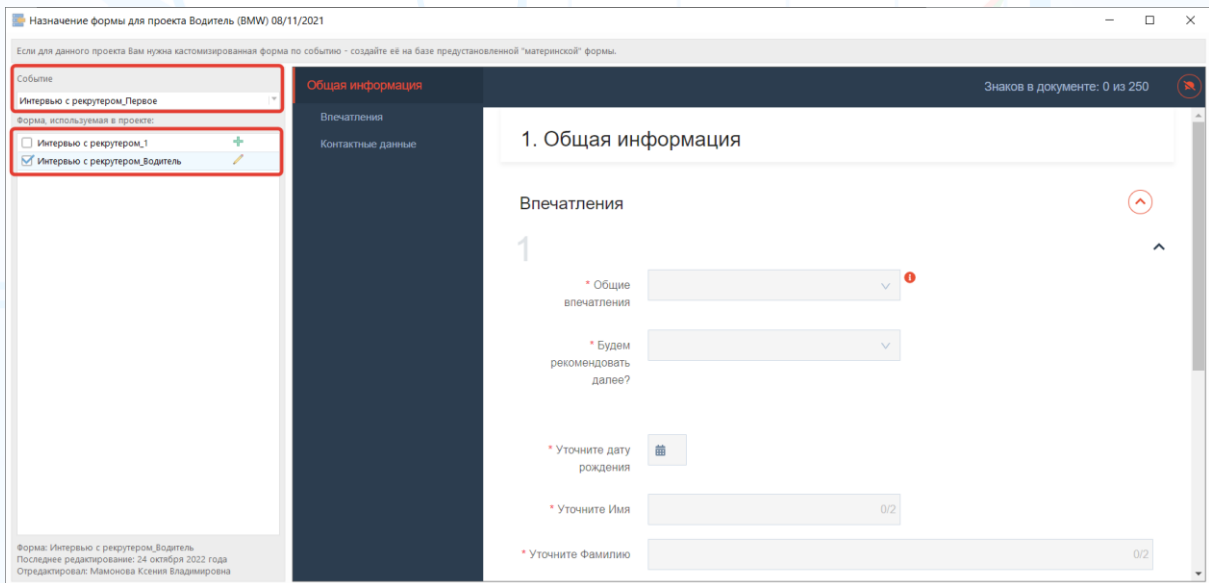 Назначение формы для проекта Водитель (BMW) 08/11/2021
Если для данного проекта Вам нужна кастомизированная форма по событию - создайте её на базе предустановленной "материнской" формы.
Событие
Интервью с рекрутером_Первое
Форма, используемая в проекте:
Интервью с рекрутером_1
Интервью с рекрутером_Водитель
Форма: Интервью с рекрутером_Водитель
Последнее редактирование: 24 октября 2022 года
Отредактировал: Мамонова Ксения Владимировна
Общая информация
Впечатления
Контактные данные
Знаков в документе: 0 из 250
1. Общая информация
Впечатления
1
* Общие
впечатления
* Будем
рекомендовать
далее?
* Уточните дату
рождения
* Уточните Имя
0/2
* Уточните Фамилию
0/2